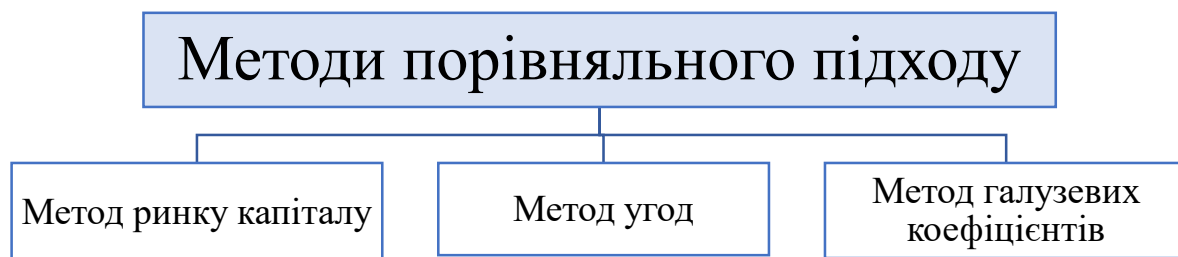 Методи порівняльного підходу
Метод ринку капіталу
Метод угод
Метод галузевих
коефіцієнтів